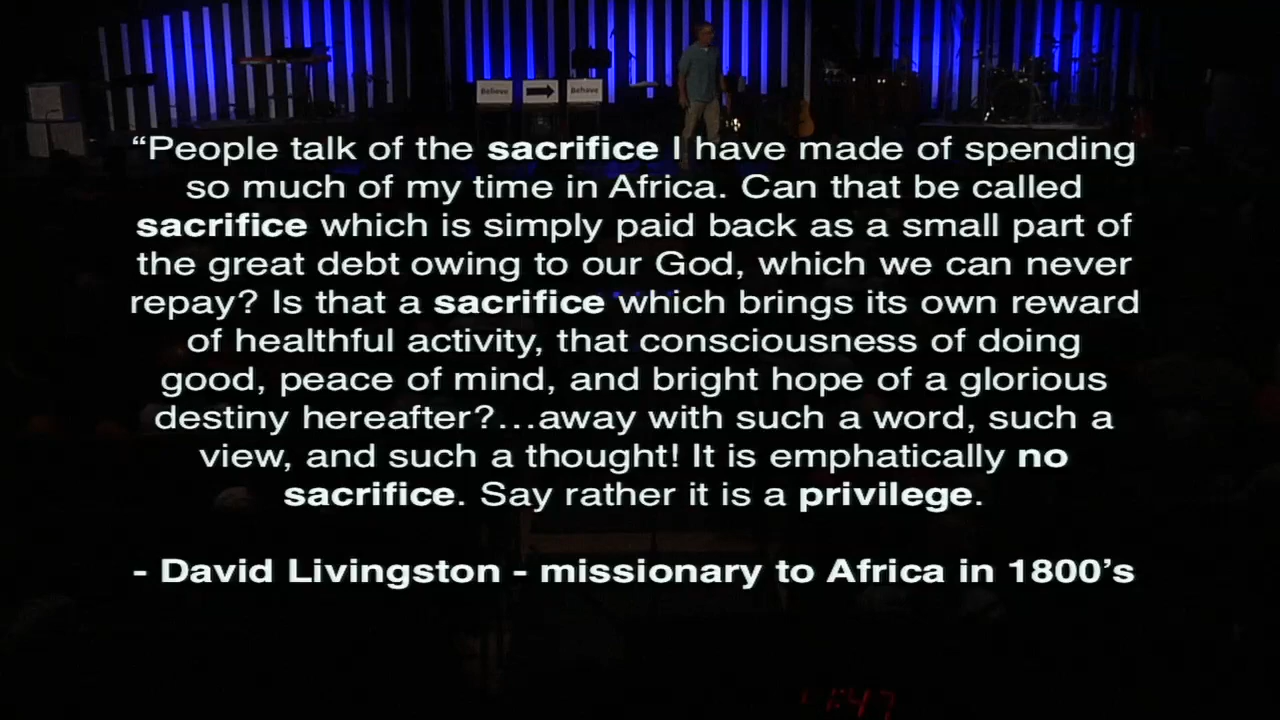 Believe
Behave
“People talk of the sacrifice I have made of spending
so much of my time in Africa. Can that be called
sacrifice which is simply paid back as a small part of
the great debt owing to our God, which we can never
repay? Is that a sacrifice which brings its own reward
of healthful activity, that consciousness of doing
good, peace of mind, and bright hope of a glorious
destiny hereafter?…away with such a word, such a
view, and such a thought! It is emphatically no
sacrifice. Say rather it is a privilege.
- David Livingston - missionary to Africa in 1800’s